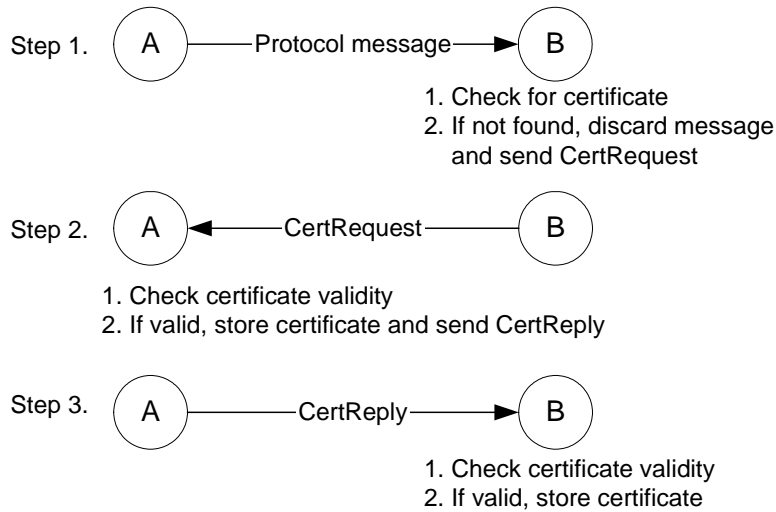 Step 1. A Protocol message B
1. Check for certificate
2. If not found, discard message
and send CertRequest
Step 2. A CertRequest B
1. Check certificate validity
2. If valid, store certificate and send CertReply
Step 3. A CertReply B
1. Check certificate validity
2. If valid, store certificate